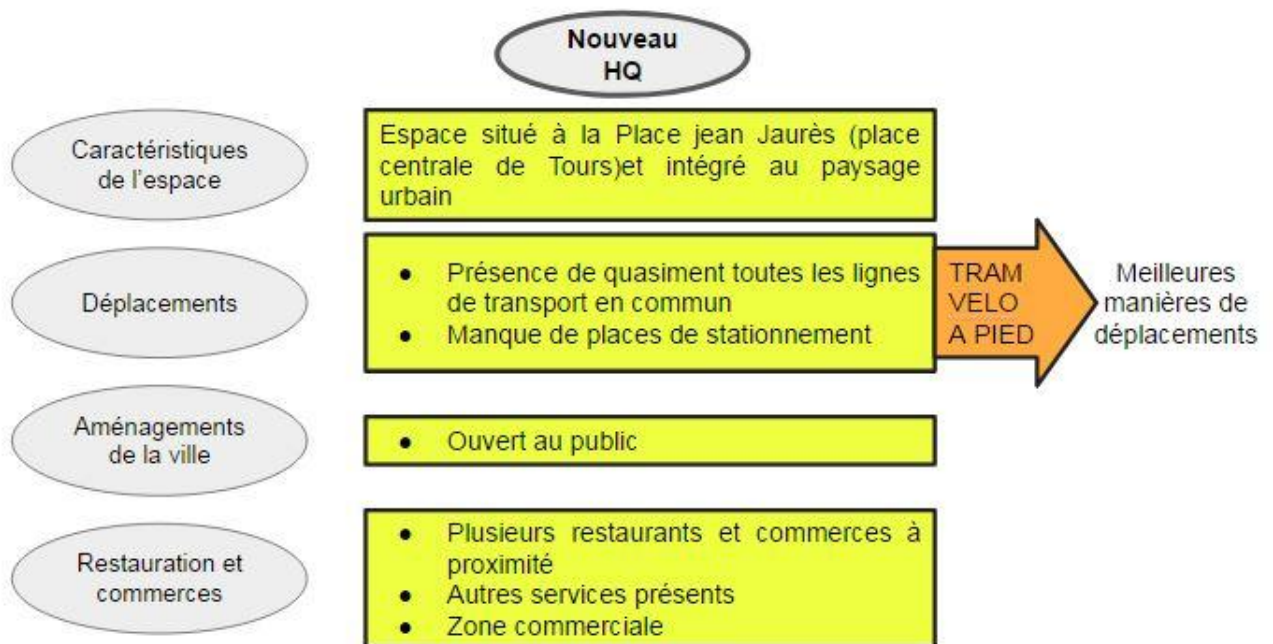 Nouveau
HQ
Caractéristiques
de l'espace
Espace situé à la Place jean Jaurès (place
centrale de Tours)et intégré au paysage
urbain
Déplacements
● Présence de quasiment toutes les lignes
de transport en commun
● Manque de places de stationnement
TRAM
VELO
A PIED
Meilleures
manières de
déplacements
Aménagements
de la ville
● Ouvert au public
Restauration et
commerces
● Plusieurs restaurants et commerces à
proximité
● Autres services présents
● Zone commerciale